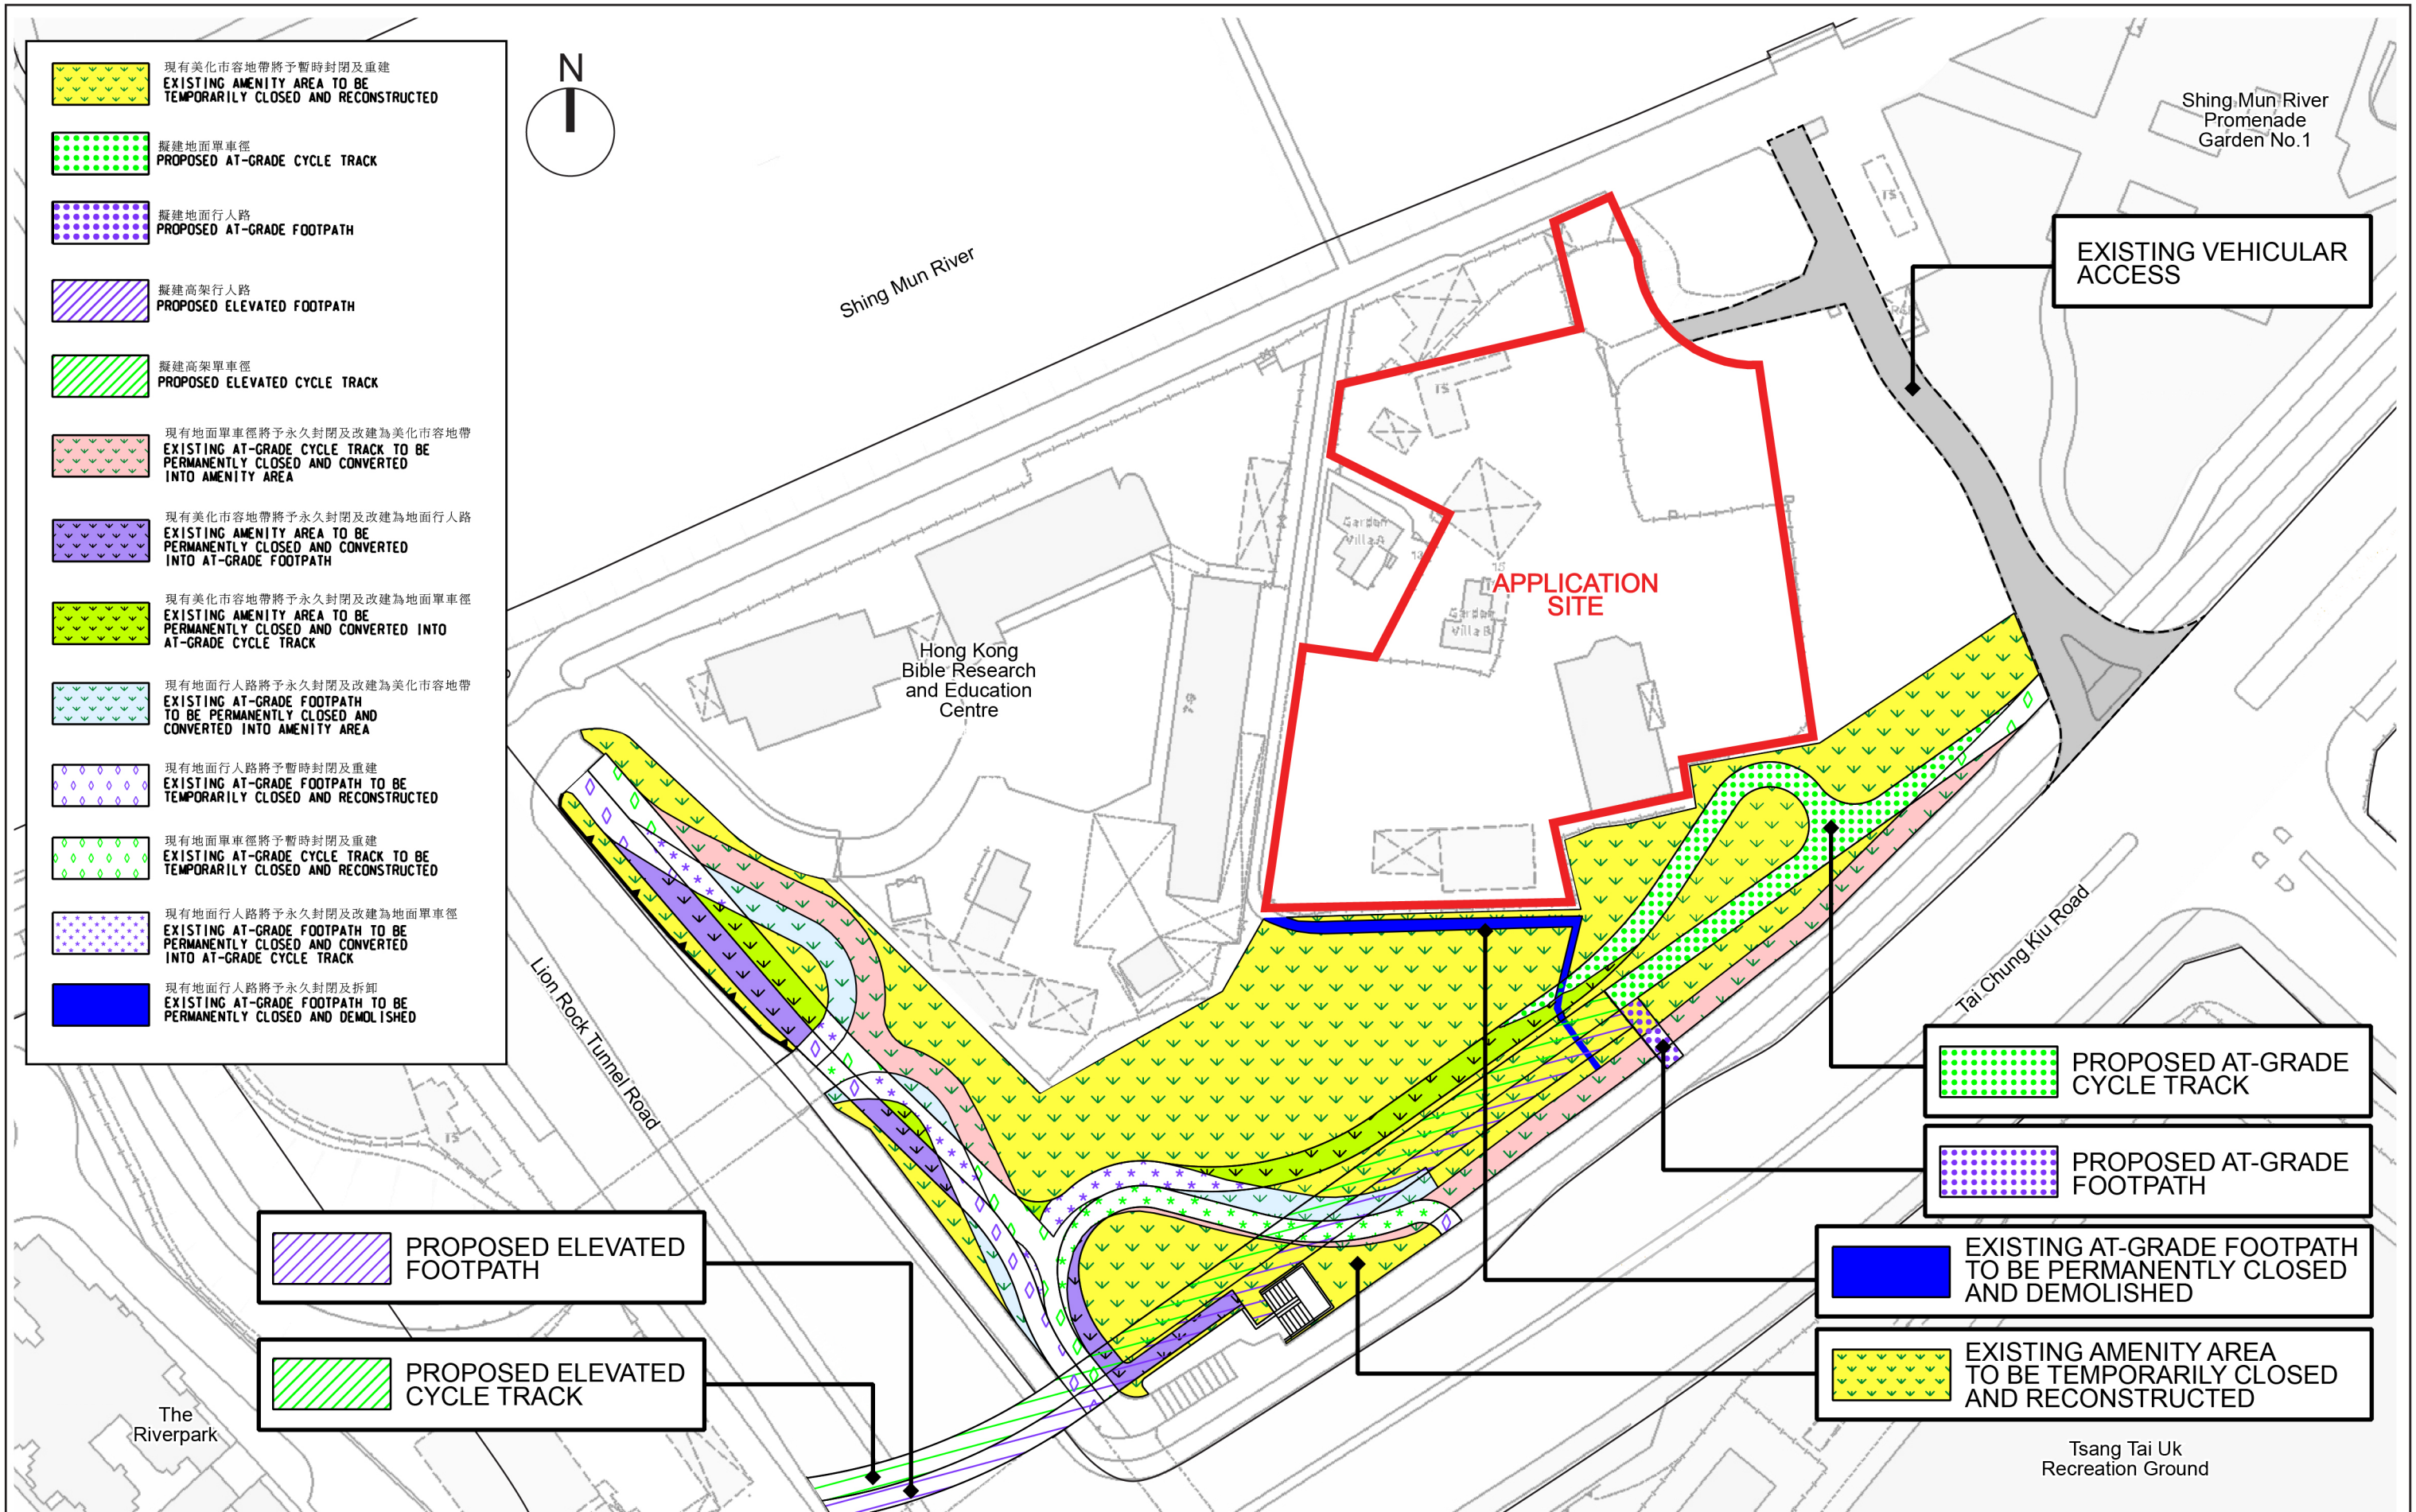 現有美化市容地帶將予暫時封閉及重建
EXISTING AMENITY AREA TO BE
TEMPORARILY CLOSED AND RECONSTRUCTED
擬建地面單車徑
PROPOSED AT-GRADE CYCLE TRACK
擬建地面行人路
PROPOSED AT-GRADE FOOTPATH
擬建高架行人路
PROPOSED ELEVATED FOOTPATH
擬建高架單車徑
PROPOSED ELEVATED CYCLE TRACK
現有地面單車徑將予永久封閉及改建為美化市容地帶
EXISTING AT-GRADE CYCLE TRACK TO BE
PERMANENTLY CLOSED AND CONVERTED
INTO AMENITY AREA
現有美化市容地帶將予永久封閉及改建為地面行人路
EXISTING AMENITY AREA TO BE
PERMANENTLY CLOSED AND CONVERTED
INTO AT-GRADE FOOTPATH
現有美化市容地帶將予永久封閉及改建為地面單車徑
EXISTING AMENITY AREA TO BE
PERMANENTLY CLOSED AND CONVERTED INTO
AT-GRADE CYCLE TRACK
現有地面行人路將予永久封閉及改建為美化市容地帶
EXISTING AT-GRADE FOOTPATH
TO BE PERMANENTLY CLOSED AND
CONVERTED INTO AMENITY AREA
現有地面行人路將予暫時封閉及重建
EXISTING AT-GRADE FOOTPATH TO BE
TEMPORARILY CLOSED AND RECONSTRUCTED
現有地面單車徑將予暫時封閉及重建
EXISTING AT-GRADE CYCLE TRACK TO BE
TEMPORARILY CLOSED AND RECONSTRUCTED
現有地面行人路將予永久封閉及改建為地面單車徑
EXISTING AT-GRADE FOOTPATH TO BE
PERMANENTLY CLOSED AND CONVERTED
INTO AT-GRADE CYCLE TRACK
現有地面行人路將予永久封閉及拆卸
EXISTING AT-GRADE FOOTPATH TO BE
PERMANENTLY CLOSED AND DEMOLISHED
N
Shing Mun River
Shing Mun River
Promenade
Garden No.1
TS
EXISTING VEHICULAR
ACCESS
TS
Garden
Villa A
13
15
APPLICATION
SITE
Garden
Villa B
Hong Kong
Bible Research
and Education
Centre
7-9
Lion Rock Tunnel Road
Tai Chung Kiu Road
TS
PROPOSED AT-GRADE
CYCLE TRACK
PROPOSED AT-GRADE
FOOTPATH
EXISTING AT-GRADE FOOTPATH
TO BE PERMANENTLY CLOSED
AND DEMOLISHED
EXISTING AMENITY AREA
TO BE TEMPORARILY CLOSED
AND RECONSTRUCTED
PROPOSED ELEVATED
FOOTPATH
PROPOSED ELEVATED
CYCLE TRACK
The
Riverpark
Tsang Tai Uk
Recreation Ground